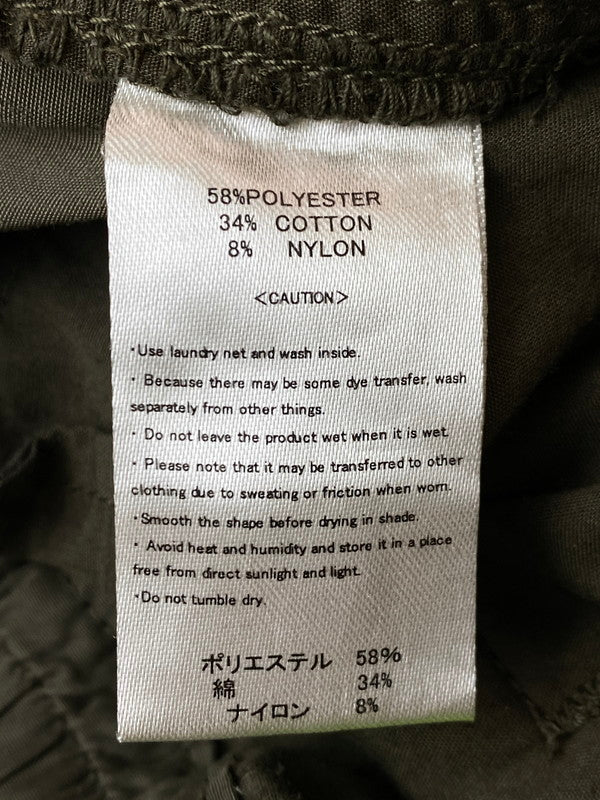 58%POLYESTER
34% COTTON
8% NYLON
<CAUTION>
・Use laundry net and wash inside.
・ Because there may be some dye transfer, wash
separately from other things.
・ Do not leave the product wet when it is wet.
・ Please note that it may be transferred to other
clothing due to sweating or friction when worn.
・Smooth the shape before drying in shade.
・ Avoid heat and humidity and store it in a place
free from direct sunlight and light.
・Do not tumble dry.
ポリエステル 58%
綿 34%
ナイロン 8%